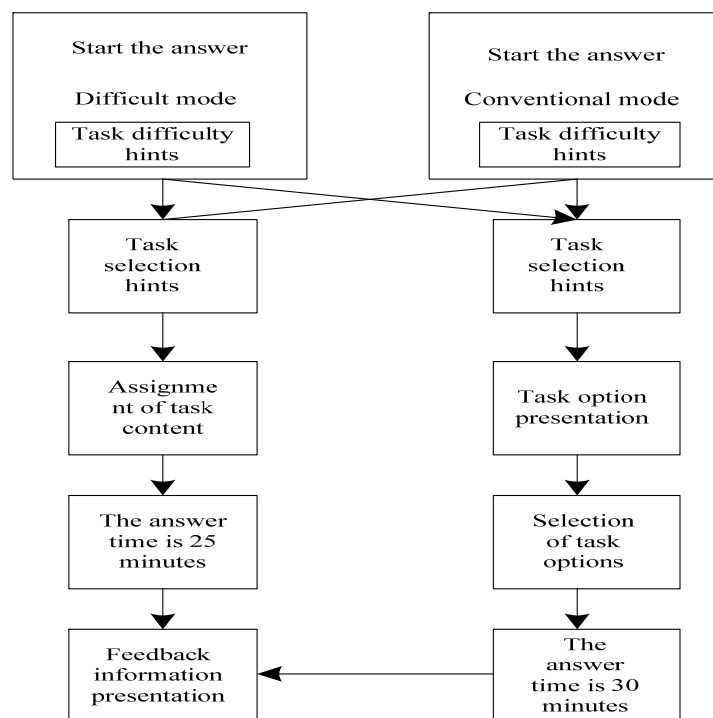 Start the answer
Difficult mode
Task difficulty
hints
Start the answer
Conventional mode
Task difficulty
hints
Task
selection
hints
Task
selection
hints
Assignme
nt of task
content
Task option
presentation
The answer
time is 25
minutes
Selection
of task
options
Feedback
information
presentation
The
answer
time is 30
minutes